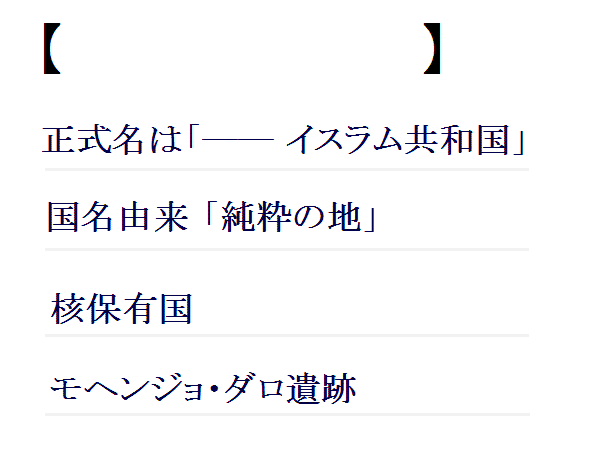 【 】
正式名は「―― イスラム共和国」
国名由来「純粋の地」
核保有国
モヘンジョ・ダロ遺跡